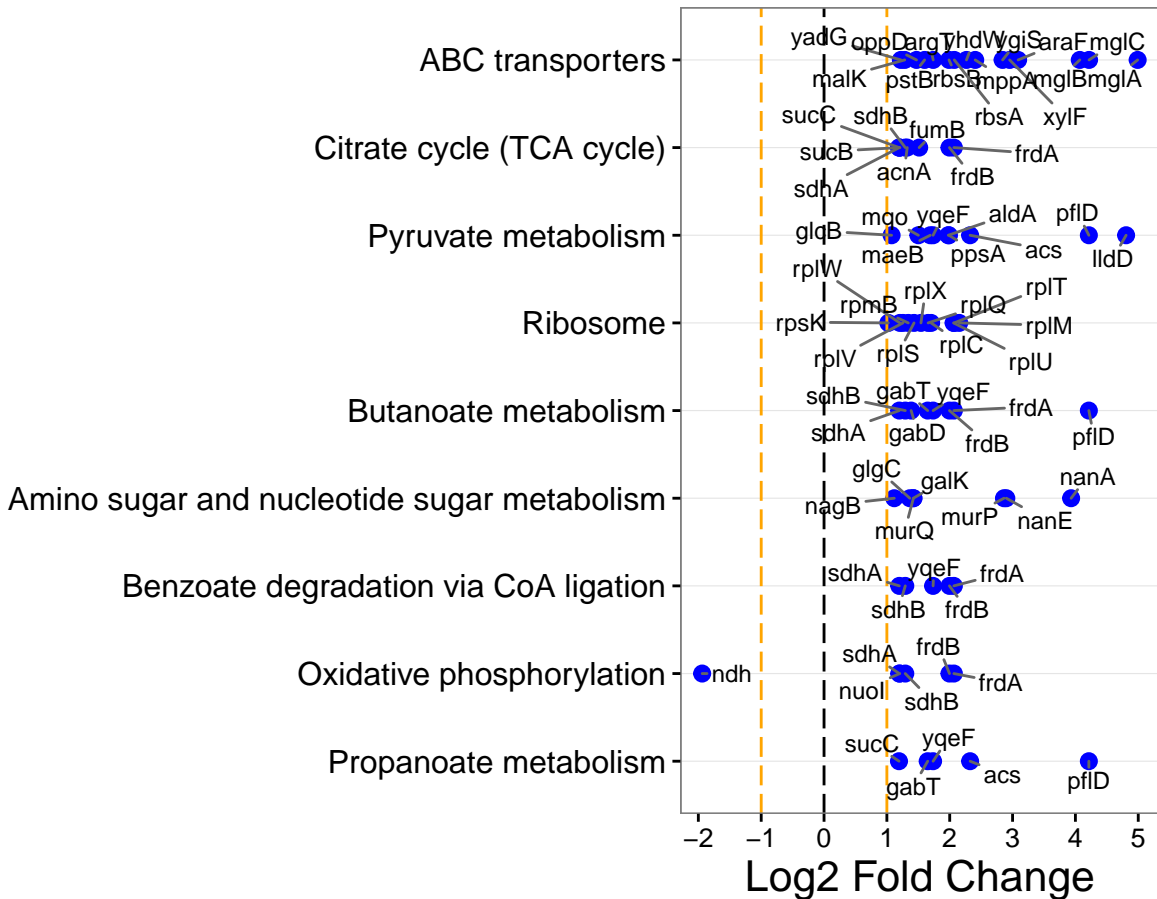 ABC transporters
yadG oppD argT yhdW ygiS araF mglC
malK pstB rbsB mppA mglB mglA
rbsA xylF
Citrate cycle (TCA cycle)
sucC sdhB fumB
sucB acnA frdA
sdhA frdB
Pyruvate metabolism
mqo yqeF aldA pflD
glcB
maeB ppsA acs lldD
Ribosome
rplW rplX rplT
rpmB rplQ
rpsK rplM
rplV rplS rplC rplU
Butanoate metabolism
sdhB gabT yqeF frdA
sdhA gabD frdB pflD
Amino sugar and nucleotide sugar metabolism
glgC galK nanA
nagB murQ murP nanE
Benzoate degradation via CoA ligation
sdhA yqeF frdA
sdhB frdB
Oxidative phosphorylation
sdhA frdB
ndh
nuoI sdhB frdA
Propanoate metabolism
sucC yqeF
gabT acs pflD
−2 −1 0 1 2 3 4 5
Log2 Fold Change